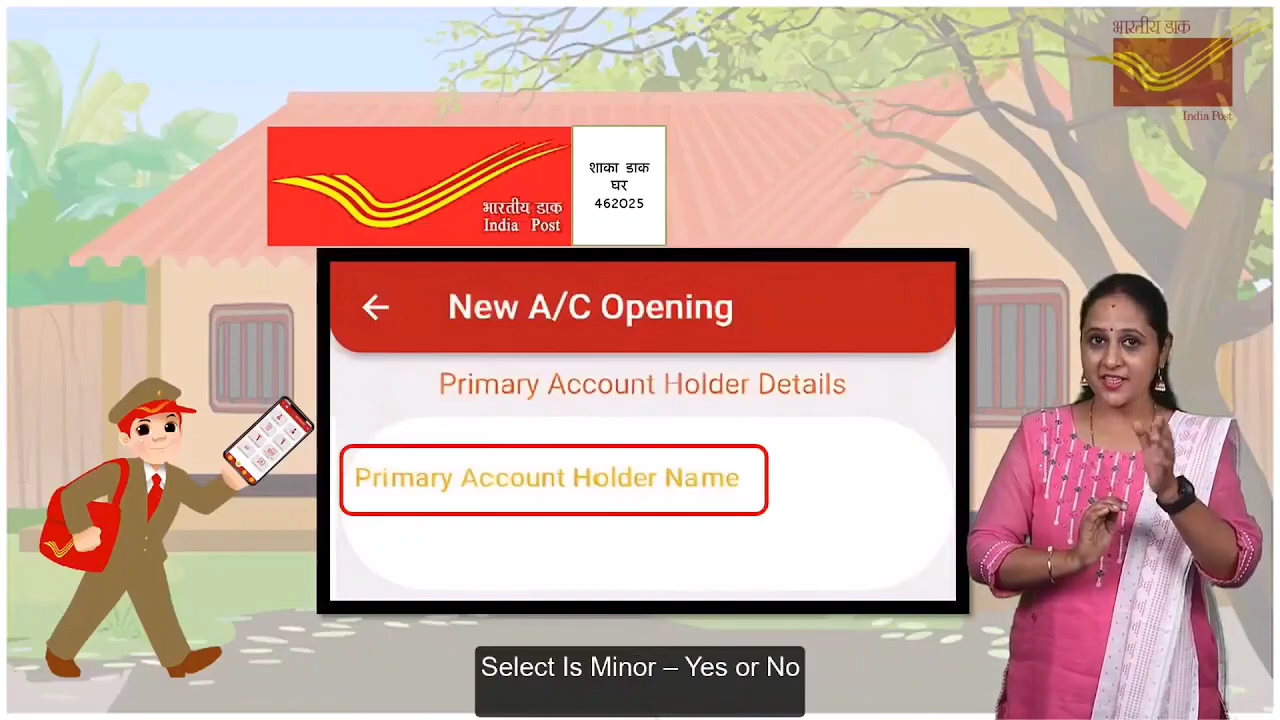 भारतीय डाक
India Post
भारतीय डाक
India Post
शाका डाक
घर
462025
New A/C Opening
Primary Account Holder Details
Primary Account Holder Name
Select Is Minor – Yes or No